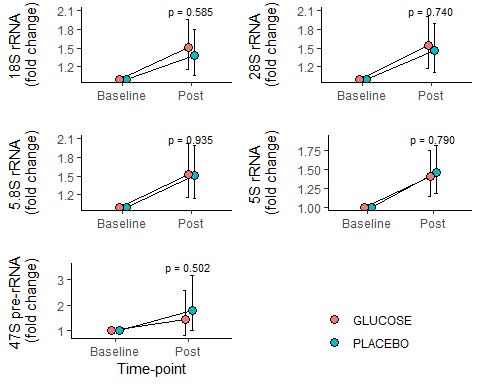 18S rRNA
(fold change)
2.1
1.8
1.5
1.2
p = 0.585
Baseline
Post
28S rRNA
(fold change)
2.1
1.8
1.5
1.2
p = 0.740
Baseline
Post
5.8S rRNA
(fold change)
2.1
1.8
1.5
1.2
p = 0.935
Baseline
Post
5S rRNA
(fold change)
1.75
1.50
1.25
1.00
p = 0.790
Baseline
Post
47S pre-rRNA
(fold change)
3
2
1
p = 0.502
Baseline
Post
Time-point
GLUCOSE
PLACEBO